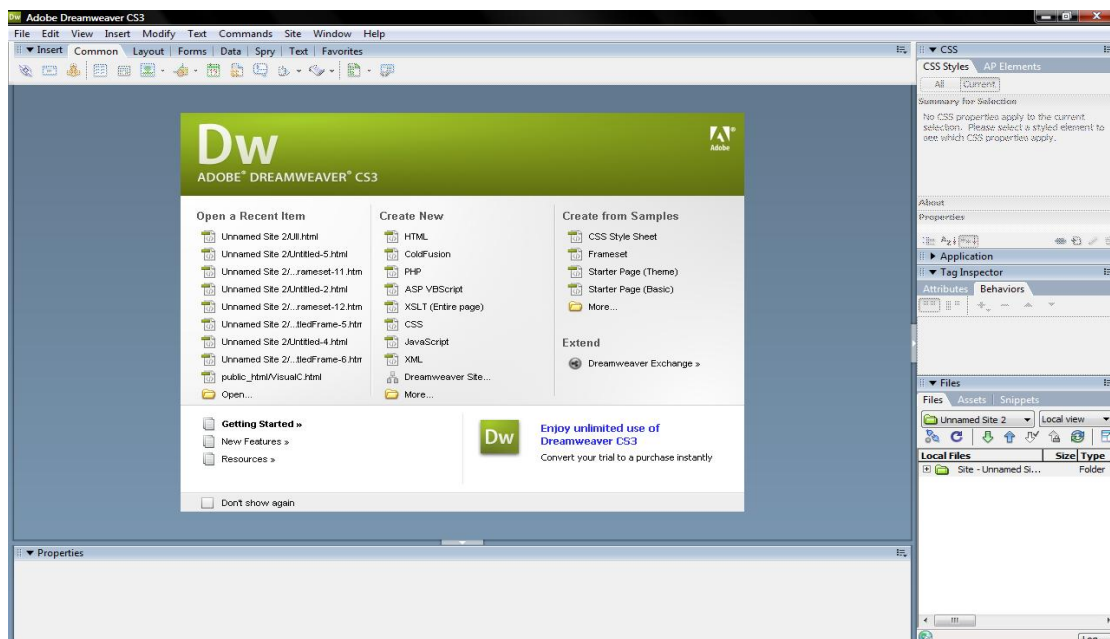 Dw Adobe Dreamweaver CS3
File Edit View Insert Modify Text Commands Site Window Help
Insert Common Layout Forms Data Spry Text Favorites
Dw
ADOBE® DREAMWEAVER® CS3
Adobe
Open a Recent Item
Unnamed Site 2/UII.html
Unnamed Site 2/Untitled-5.html
Unnamed Site 2/...rameset-11.htm
Unnamed Site 2/Untitled-2.html
Unnamed Site 2/...rameset-12.htm
Unnamed Site 2/...tledFrame-5.htm
Unnamed Site 2/Untitled-4.html
Unnamed Site 2/...tledFrame-6.htm
public_html/VisualC.html
Open...
Create New
HTML
ColdFusion
PHP
ASP VBScript
XSLT (Entire page)
CSS
JavaScript
XML
Dreamweaver Site...
More...
Create from Samples
CSS Style Sheet
Frameset
Starter Page (Theme)
Starter Page (Basic)
More...
Extend
Dreamweaver Exchange »
Getting Started »
New Features »
Resources »
Dw
Enjoy unlimited use of
Dreamweaver CS3
Convert your trial to a purchase instantly
Don't show again
Properties
CSS
CSS Styles AP Elements
All Current
Summary for Selection
No CSS properties apply to the current
selection. Please select a styled element to
see which CSS properties apply.
About
Properties
Application
Tag Inspector
Attributes Behaviors
Files
Files Assets Snippets
Unnamed Site 2 Local view
Local Files Size Type
Site - Unnamed Si... Folder